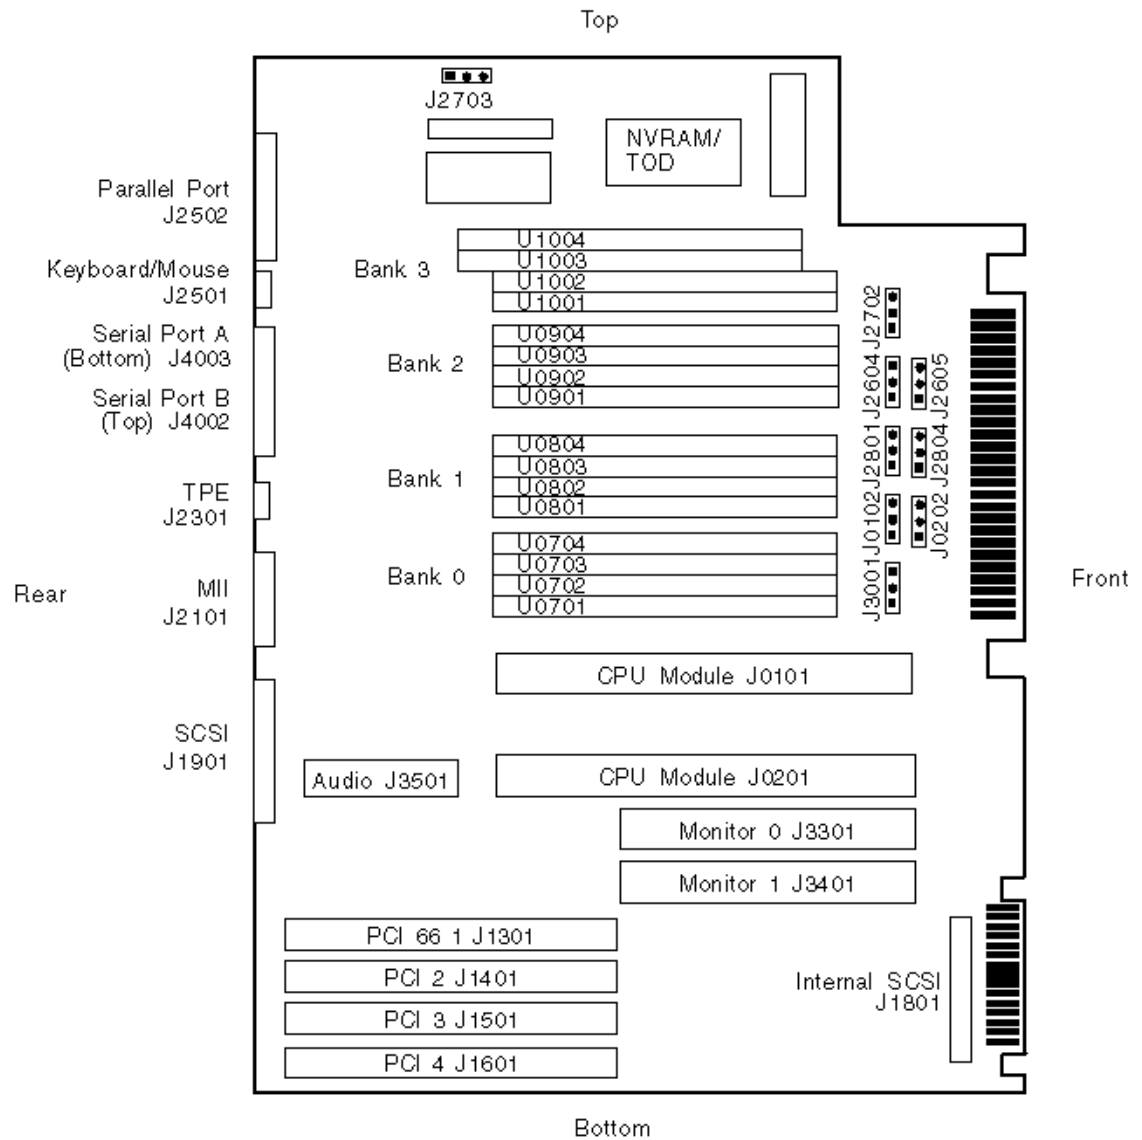 Top
J2703
NVRAM/
TOD
Parallel Port
J2502
Keyboard/Mouse
J2501
Serial Port A
(Bottom) J4003
Serial Port B
(Top) J4002
TPE
J2301
Rear
MII
J2101
SCSI
J1901
Bank 3
U1004
U1003
U1002
U1001
Bank 2
U0904
U0903
U0902
U0901
Bank 1
U0804
U0803
U0802
U0801
Bank 0
U0704
U0703
U0702
U0701
J2702
J2604
J2605
J2801
J2804
J0102
J0202
J3001
Front
CPU Module J0101
Audio J3501
CPU Module J0201
Monitor 0 J3301
Monitor 1 J3401
PCI 66 1 J1301
PCI 2 J1401
PCI 3 J1501
PCI 4 J1601
Internal SCSI
J1801
Bottom